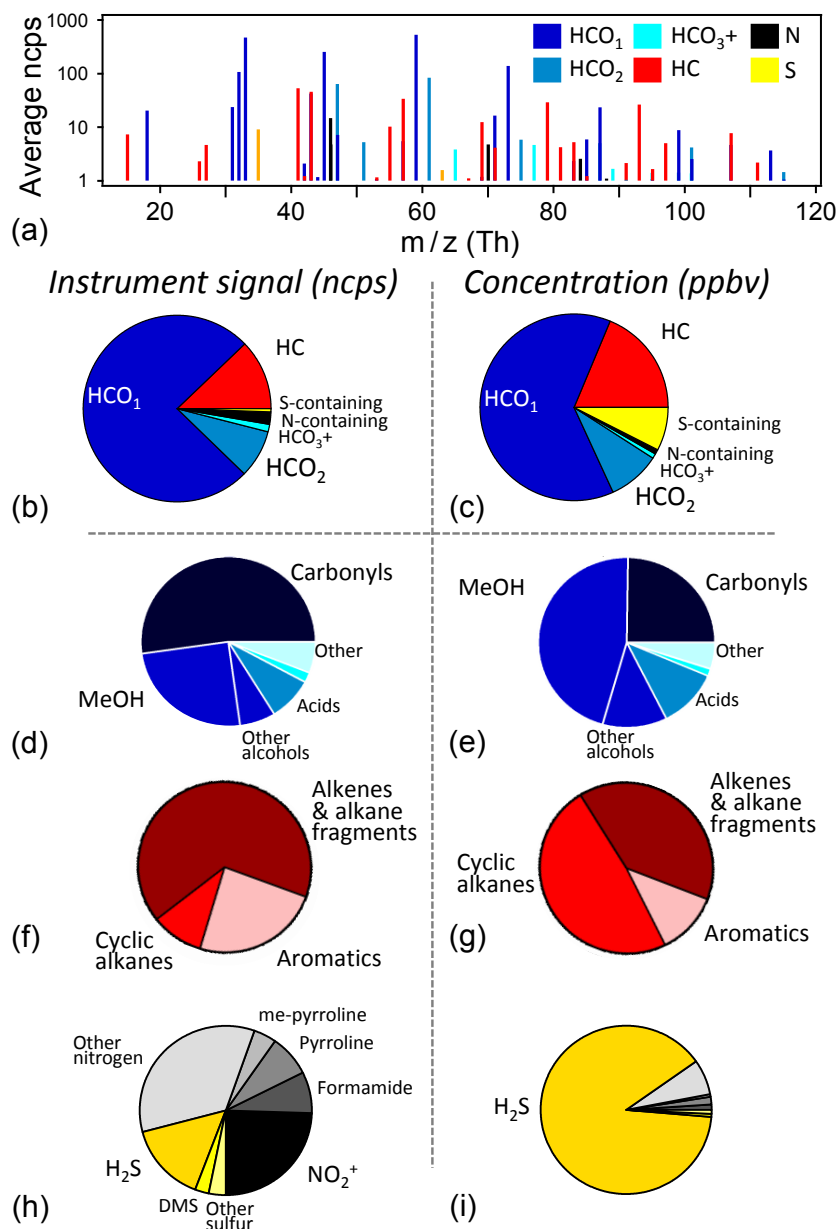 1000
100
10
1
Average ncps
HCO₁
HCO₂
HCO₃+
HC
N
S
20
40
60
80
100
120
m / z (Th)
(a)
Instrument signal (ncps)
Concentration (ppbv)
HCO₁
HC
S-containing
N-containing
HCO₃+
HCO₂
(b)
HCO₁
HC
S-containing
N-containing
HCO₃+
HCO₂
(c)
Carbonyls
Other
Acids
Other
alcohols
MeOH
(d)
MeOH
Carbonyls
Other
Acids
Other
alcohols
(e)
Alkenes
& alkane
fragments
Cyclic
alkanes
Aromatics
(f)
Alkenes
& alkane
fragments
Cyclic
alkanes
Aromatics
(g)
Other
nitrogen
me-pyrroline
Pyrroline
Formamide
NO₂⁺
Other
sulfur
DMS
H₂S
(h)
H₂S
(i)